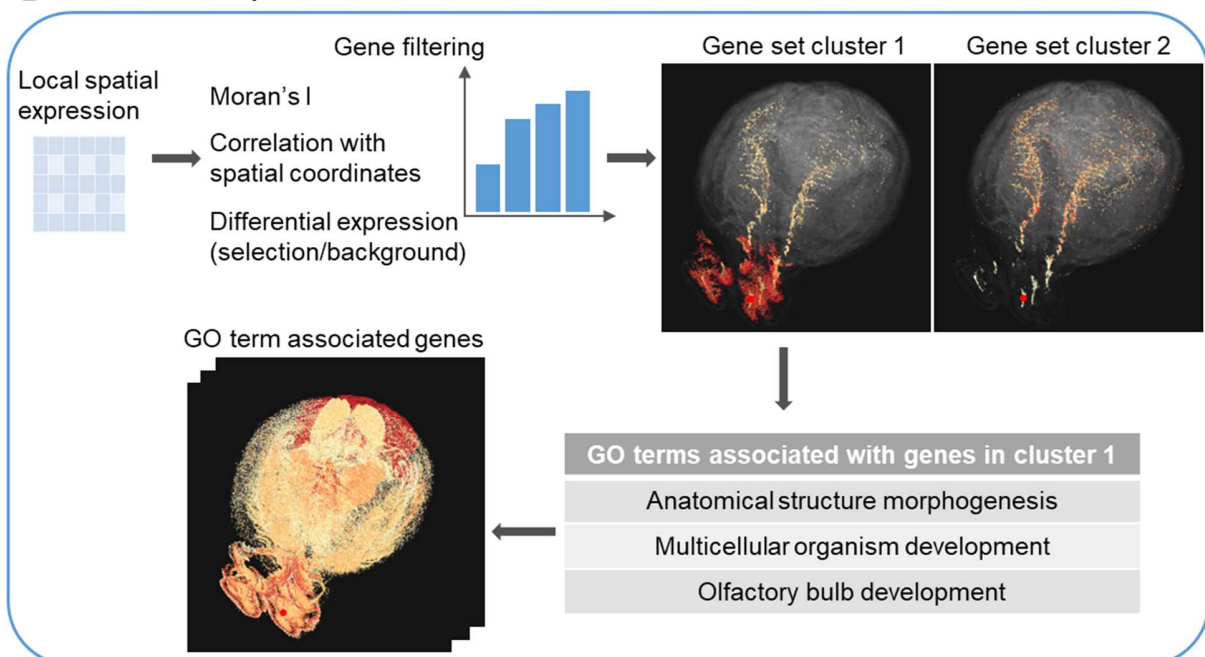 Local spatial
expression
Moran's I
Correlation with
spatial coordinates
Differential expression
(selection/background)
Gene filtering
Gene set cluster 1
Gene set cluster 2
GO terms associated with genes in cluster 1
Anatomical structure morphogenesis
Multicellular organism development
Olfactory bulb development
GO term associated genes